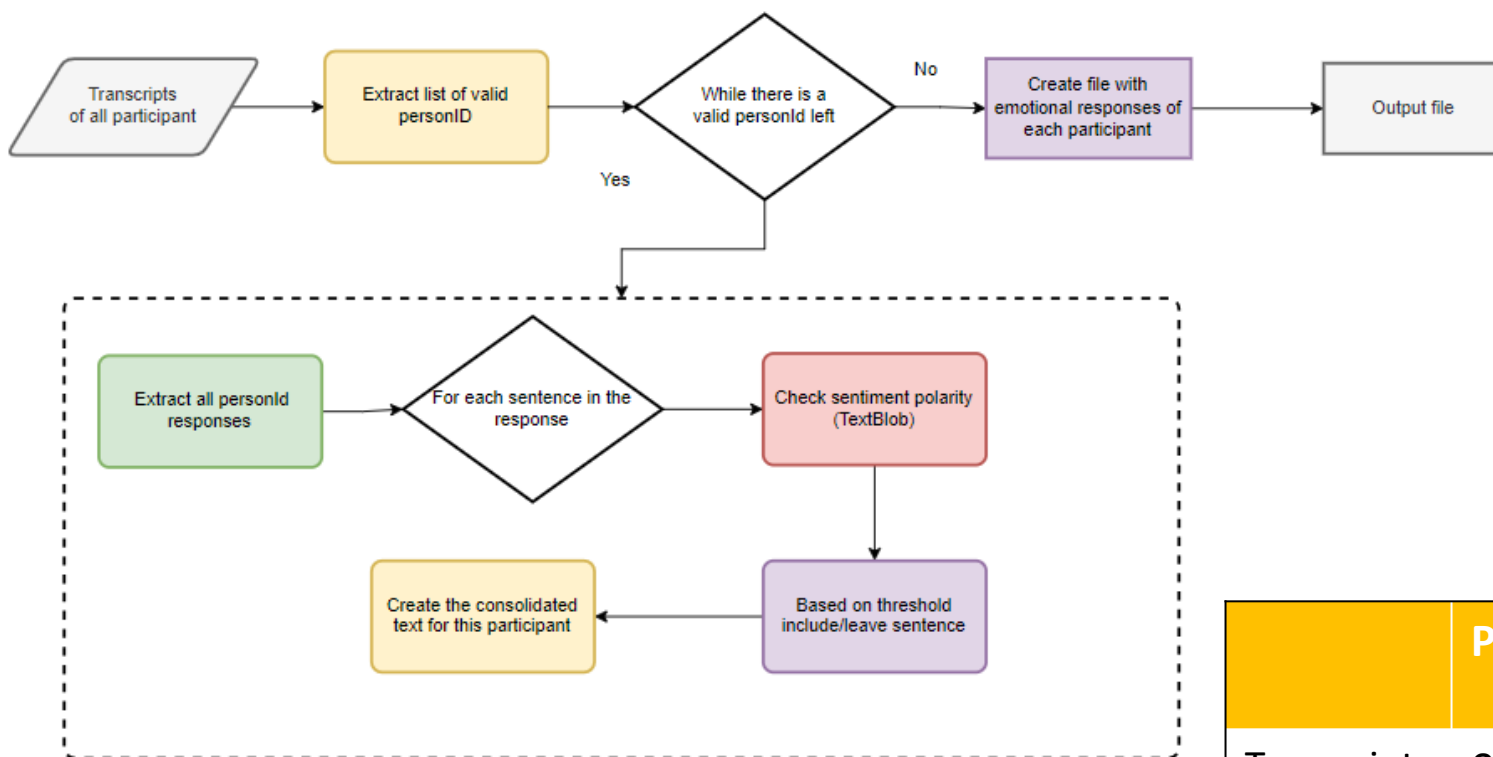 Transcripts
of all participant
Extract list of valid
personID
While there is a
valid personId left
No
Create file with
emotional responses of
each participant
Output file
Yes
Extract all personId
responses
For each sentence in the
response
Check sentiment polarity
(TextBlob)
Create the consolidated
text for this participant
Based on threshold
include/leave sentence
P